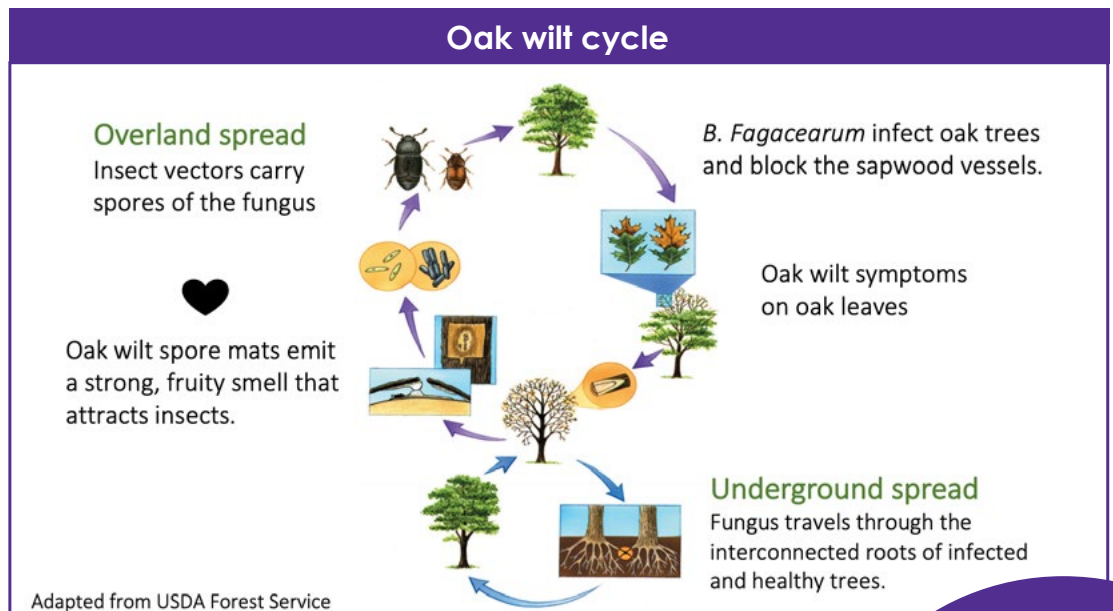 Oak wilt cycle
Overland spread
Insect vectors carry
spores of the fungus
B. Fagacearum infect oak trees
and block the sapwood vessels.
Oak wilt symptoms
on oak leaves
Oak wilt spore mats emit
a strong, fruity smell that
attracts insects.
Underground spread
Fungus travels through the
interconnected roots of infected
and healthy trees.
Adapted from USDA Forest Service